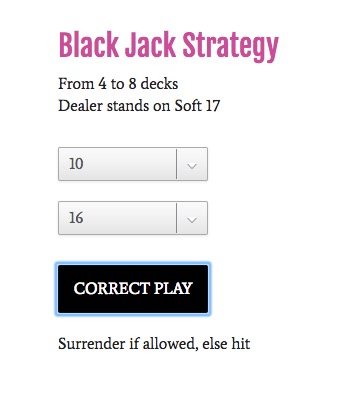 Black Jack Strategy
From 4 to 8 decks
Dealer stands on Soft 17
10
16
CORRECT PLAY
Surrender if allowed, else hit